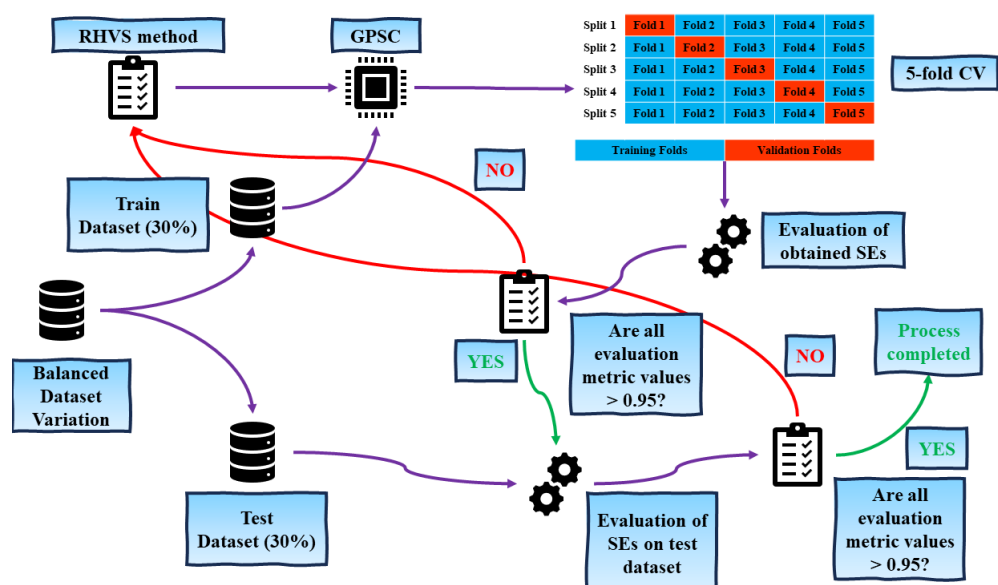 RHVS method
GPSC
Split 1 Fold 1 Fold 2 Fold 3 Fold 4 Fold 5
Split 2 Fold 1 Fold 2 Fold 3 Fold 4 Fold 5
Split 3 Fold 1 Fold 2 Fold 3 Fold 4 Fold 5
Split 4 Fold 1 Fold 2 Fold 3 Fold 4 Fold 5
Split 5 Fold 1 Fold 2 Fold 3 Fold 4 Fold 5
5-fold CV
Training Folds Validation Folds
NO
Train
Dataset (30%)
Evaluation of
obtained SEs
Are all
evaluation
metric values
> 0.95?
YES
NO
Process
completed
Balanced
Dataset
Variation
YES
Test
Dataset (30%)
Evaluation of
SEs on test
dataset
Are all
evaluation
metric values
> 0.95?